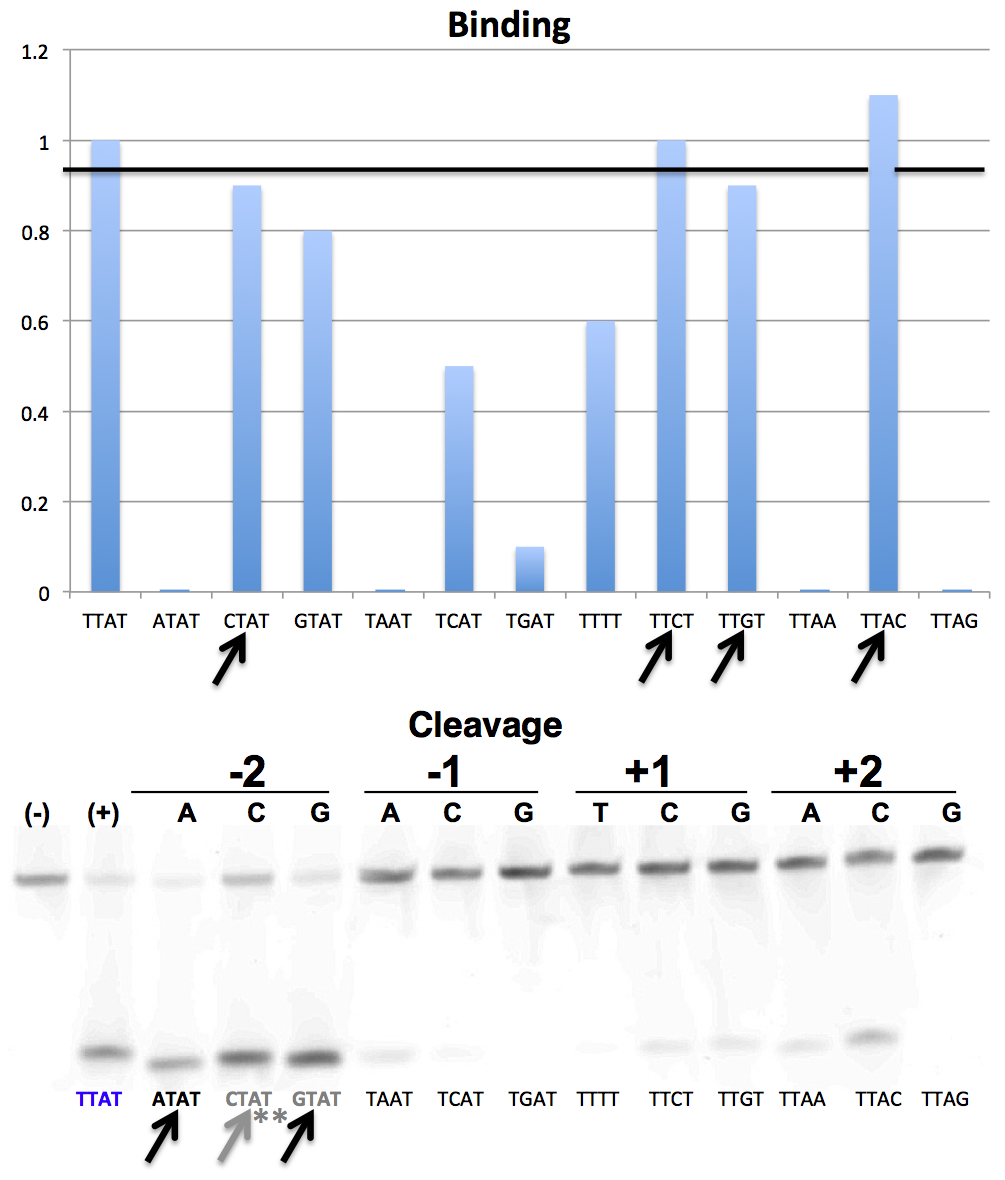 Binding
1.2
1
0.8
0.6
0.4
0.2
0
TTAT ATAT CTAT GTAT TAAT TCAT TGAT TTTT TTCT TTGT TTAA TTAC TTAG
Cleavage
-2 -1 +1 +2
(-) (+) A C G A C G T C G A C G
TTAT ATAT CTAT GTAT TAAT TCAT TGAT TTTT TTCT TTGT TTAA TTAC TTAG
**